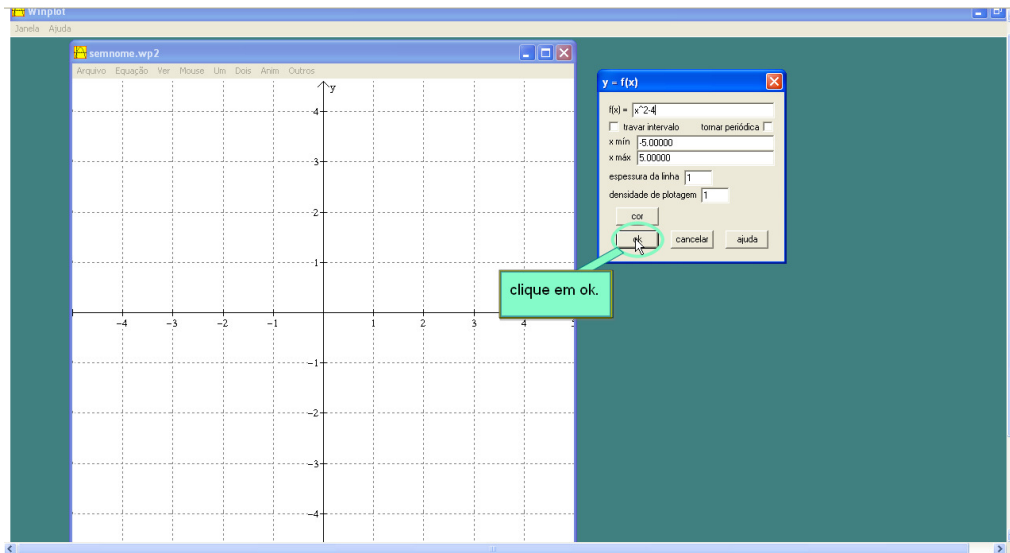 Winplot
Janela Ajuda
semnome.wp2
Arquivo Equação Ver Mouse Um Dois Anim Outros
y
4
3
2
1
-4 -3 -2 -1 1 2 3 4 5
-1
-2
-3
-4
y = f(x)
f(x) = x^2-4
travar intervalo tornar periódica
x mín -5.00000
x máx 5.00000
espessura da linha 1
densidade de plotagem 1
cor
ok cancelar ajuda
clique em ok.